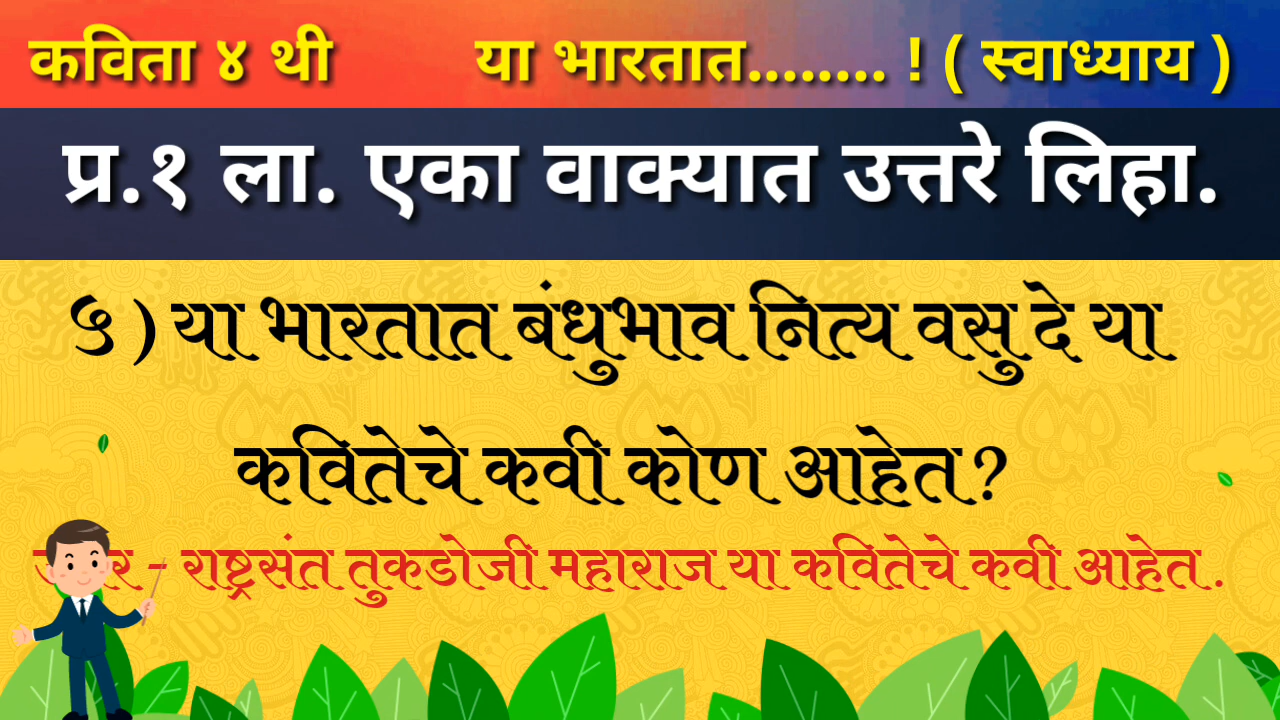 कविता ४ थी या भारतात........ ! ( स्वाध्याय )
प्र.१ ला. एका वाक्यात उत्तरे लिहा.
५ ) या भारतात बंधुभाव नित्य वसु दे या
कवितेचे कवी कोण आहेत ?
- राष्ट्रसंत तुकडोजी महाराज या कवितेचे कवी आहेत .